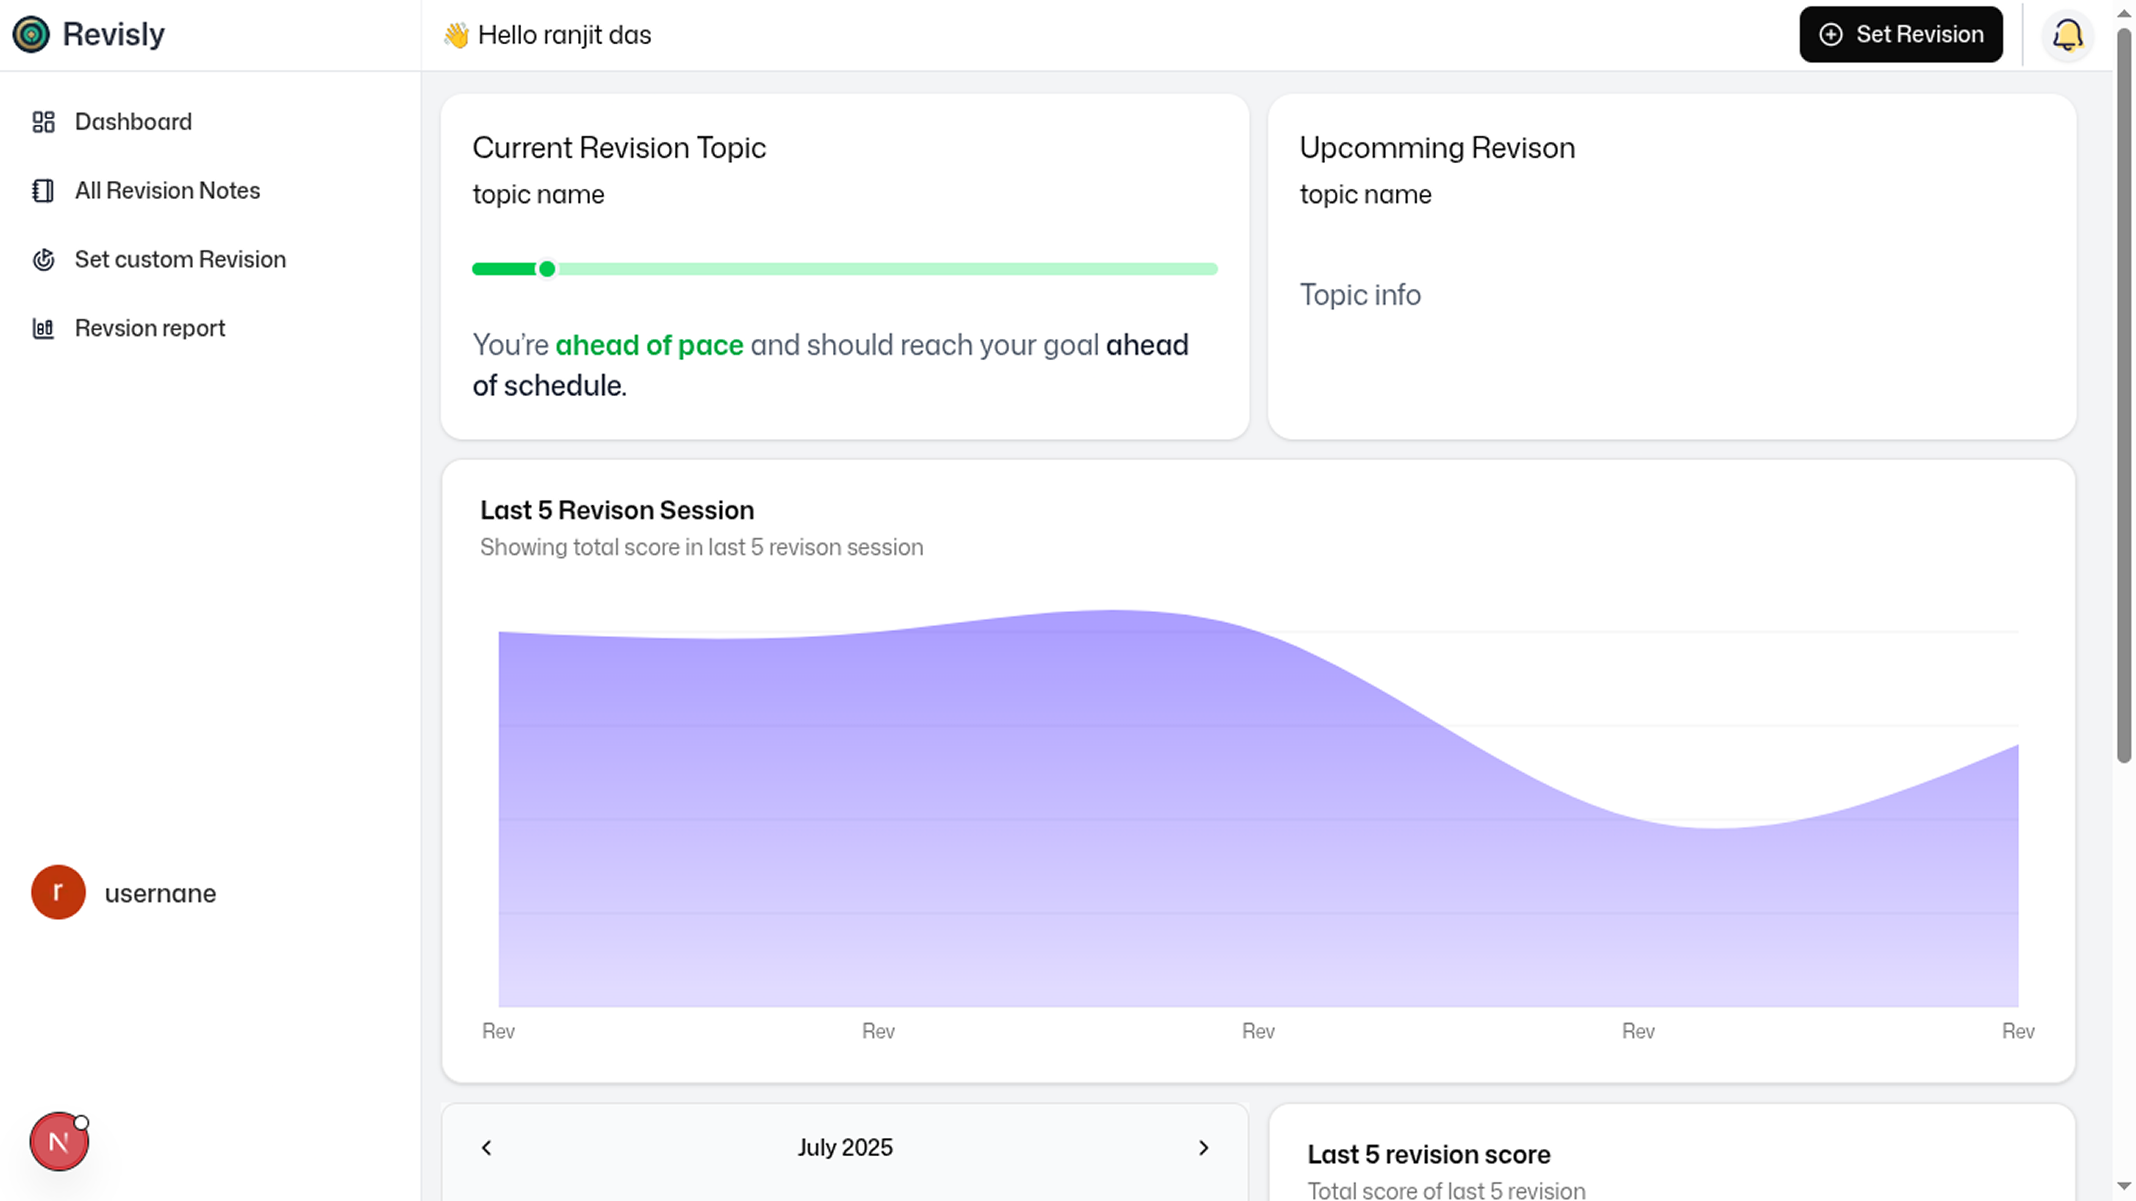 Revisly
👋 Hello ranjit das
Set Revision
Dashboard
All Revision Notes
Set custom Revision
Revsion report
usernane
N
r
Current Revision Topic
topic name
You're ahead of pace and should reach your goal ahead
of schedule.
Upcomming Revison
topic name
Topic info
Last 5 Revison Session
Showing total score in last 5 revison session
Rev
Rev
Rev
Rev
Rev
July 2025
Last 5 revision score
Total score of last 5 revision